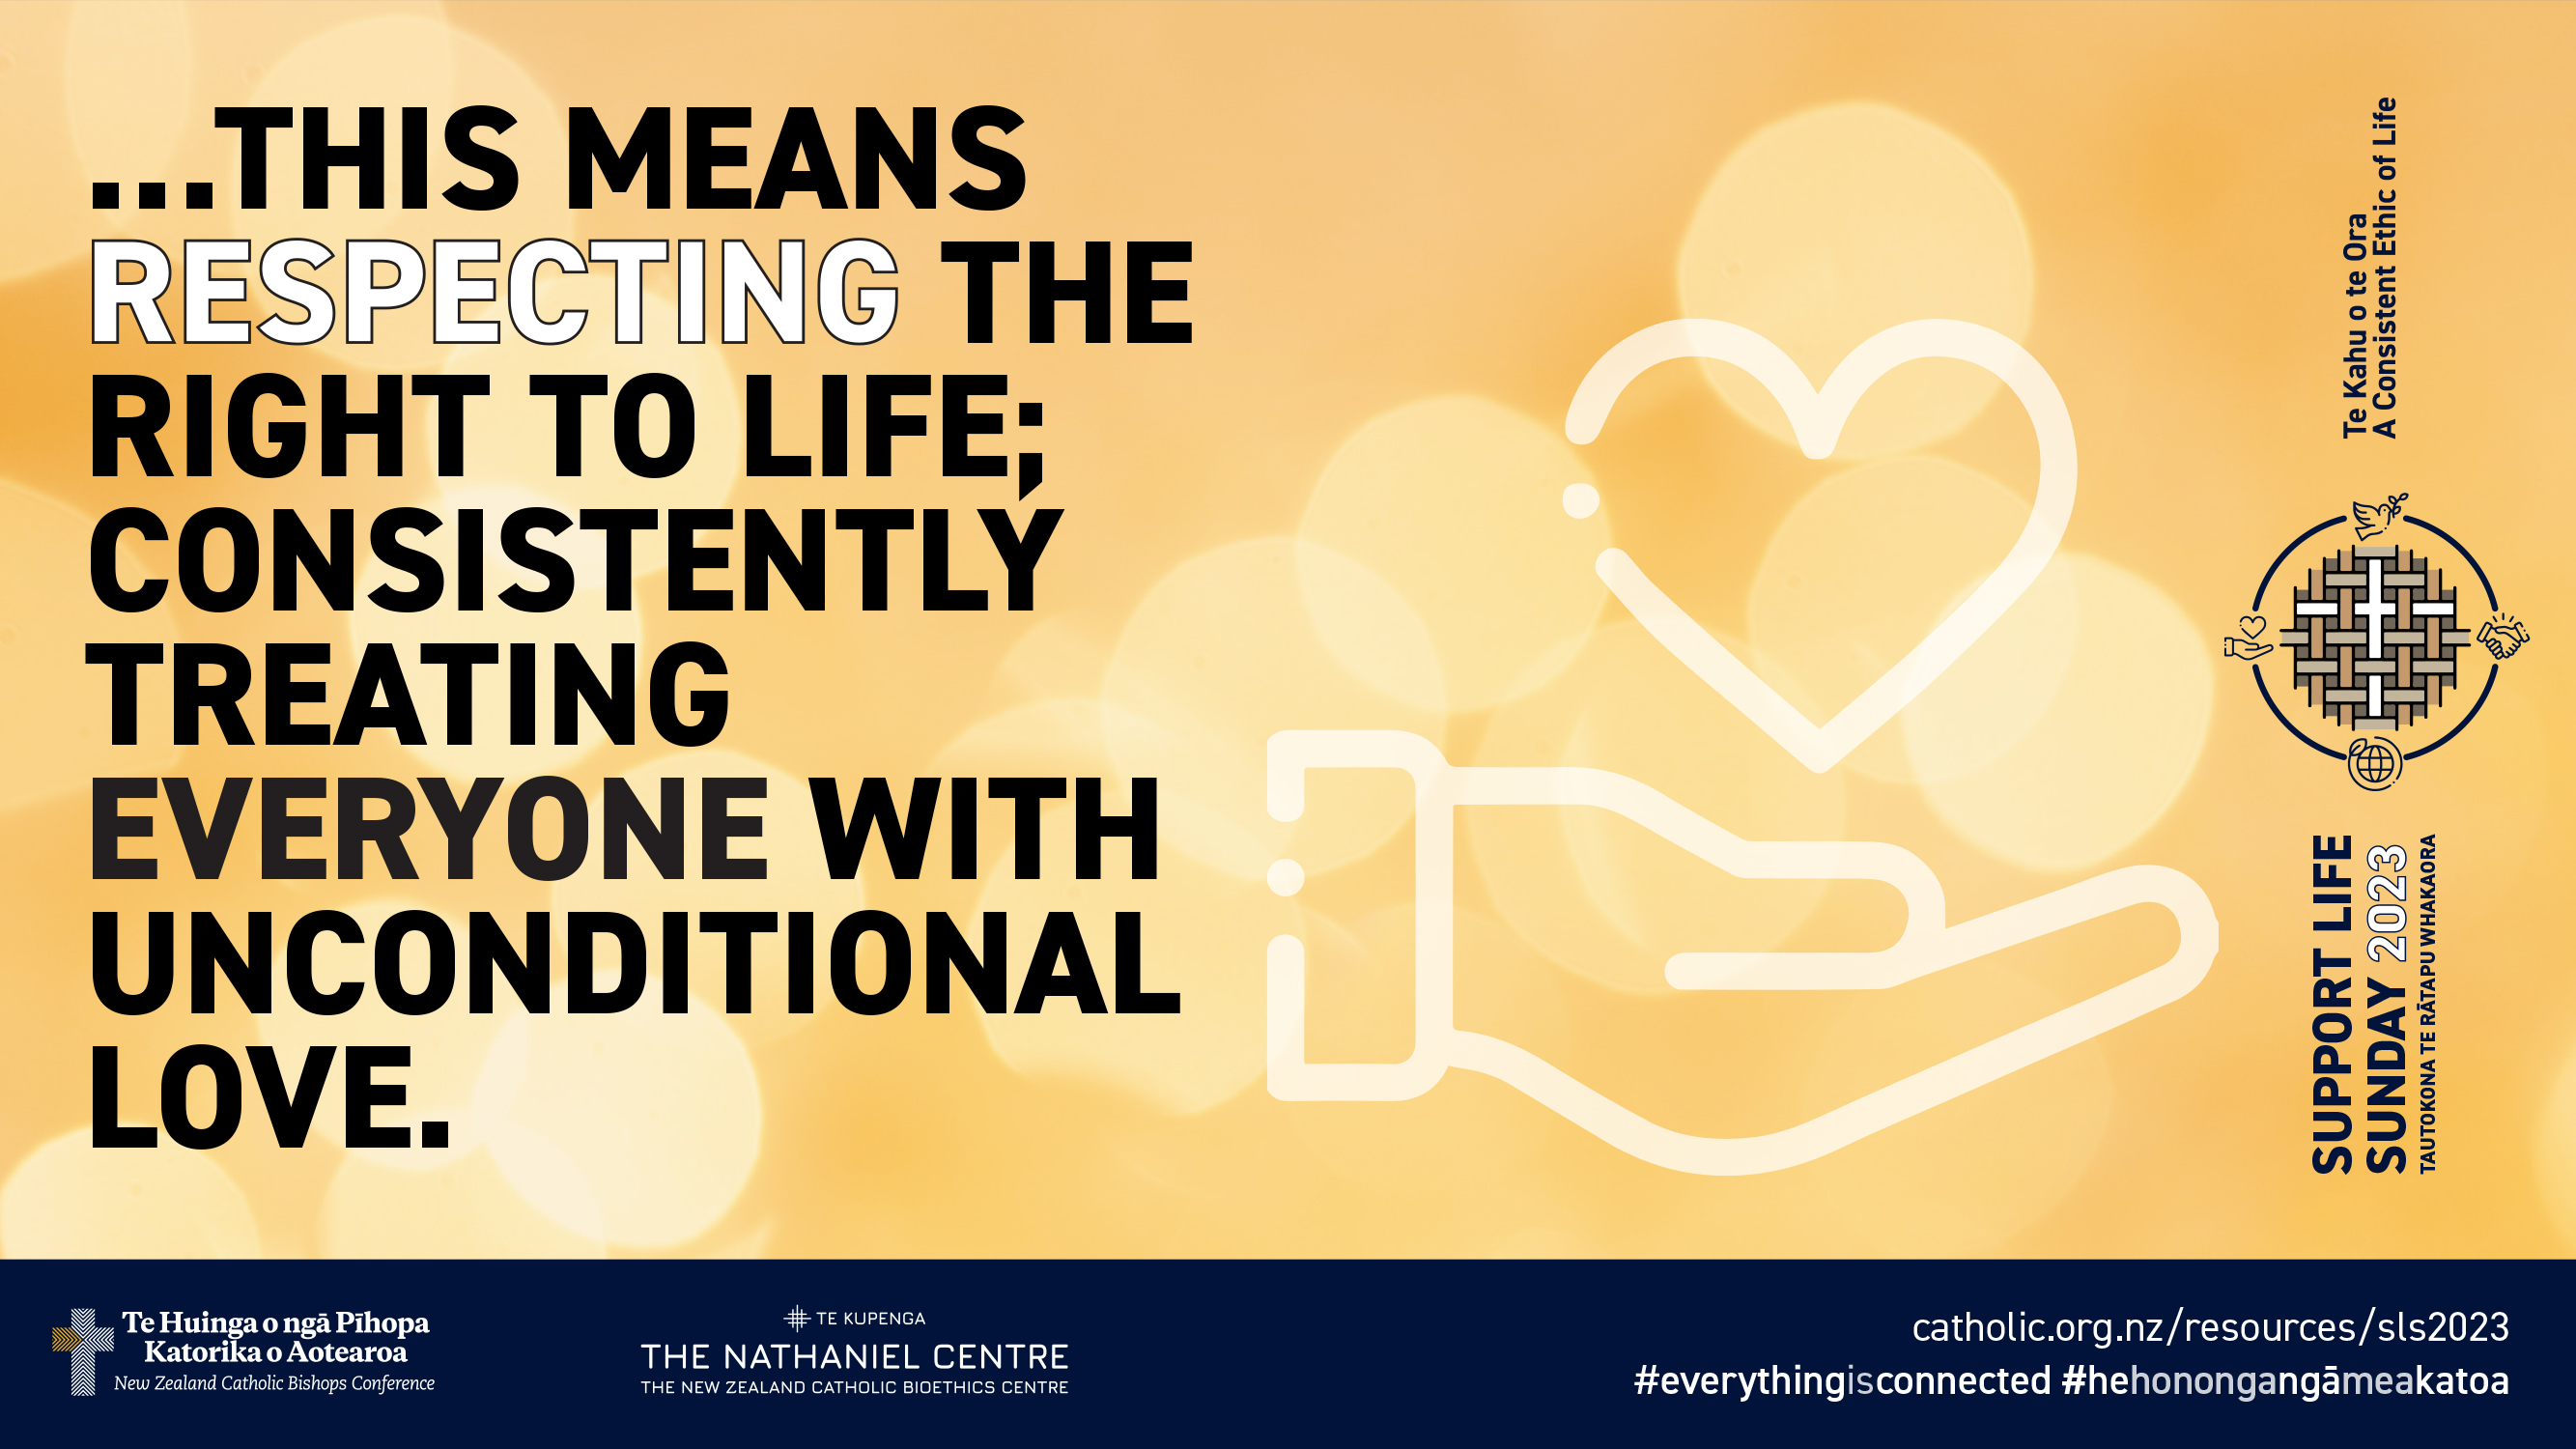 ...THIS MEANS
RESPECTING THE
RIGHT TO LIFE;
CONSISTENTLY
TREATING
EVERYONE WITH
UNCONDITIONAL
LOVE.
Te Kahu o te Ora
A Consistent Ethic of Life
SUPPORT LIFE
SUNDAY 2023
TAUTOKONA TE RĀTAPU WHAKAORA
Te Huinga o ngā Pīhopa
Katorika o Aotearoa
New Zealand Catholic Bishops Conference
TE KUPENGA
THE NATHANIEL CENTRE
THE NEW ZEALAND CATHOLIC BIOETHICS CENTRE
catholic.org.nz/resources/sls2023
#everythingisconnected #hehonongangāmeakatoa